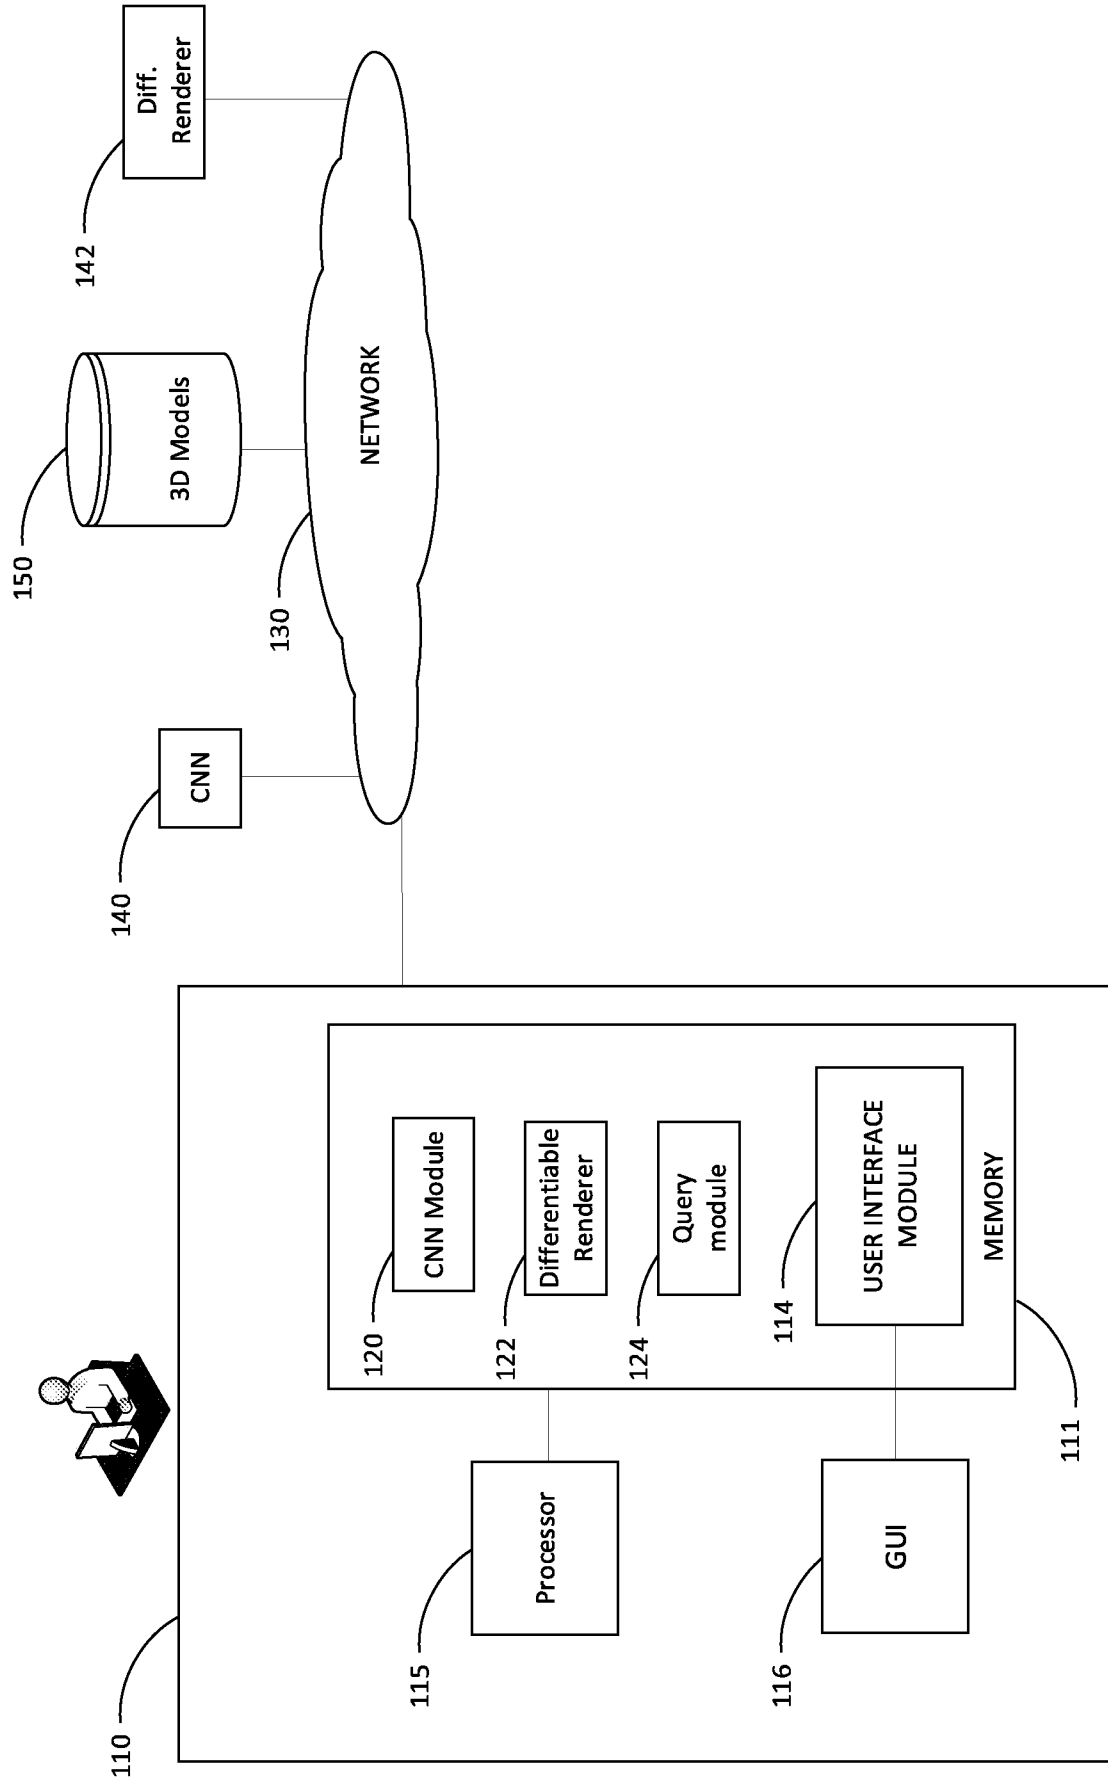 110
115
Processor
116
GUI
111
MEMORY
120
CNN Module
122
Differentiable
Renderer
124
Query
module
114
USER INTERFACE
MODULE
140
CNN
150
3D Models
142
Diff.
Renderer
130
NETWORK